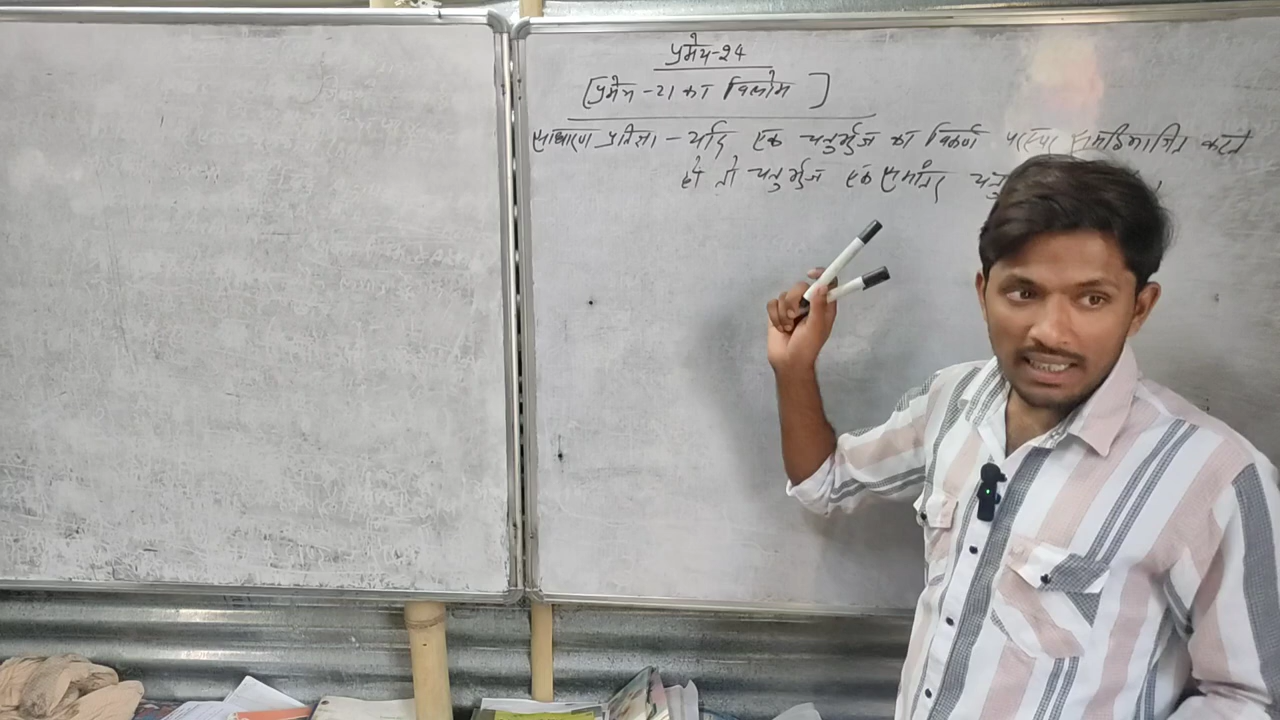 प्रमेय-24
[प्रमेय-21 का विलोम]
साधारण प्रतिज्ञा - यदि एक चतुर्भुज का विकर्ण परस्पर समद्विभाजित करते
हो तो चतुर्भुज एक समांतर